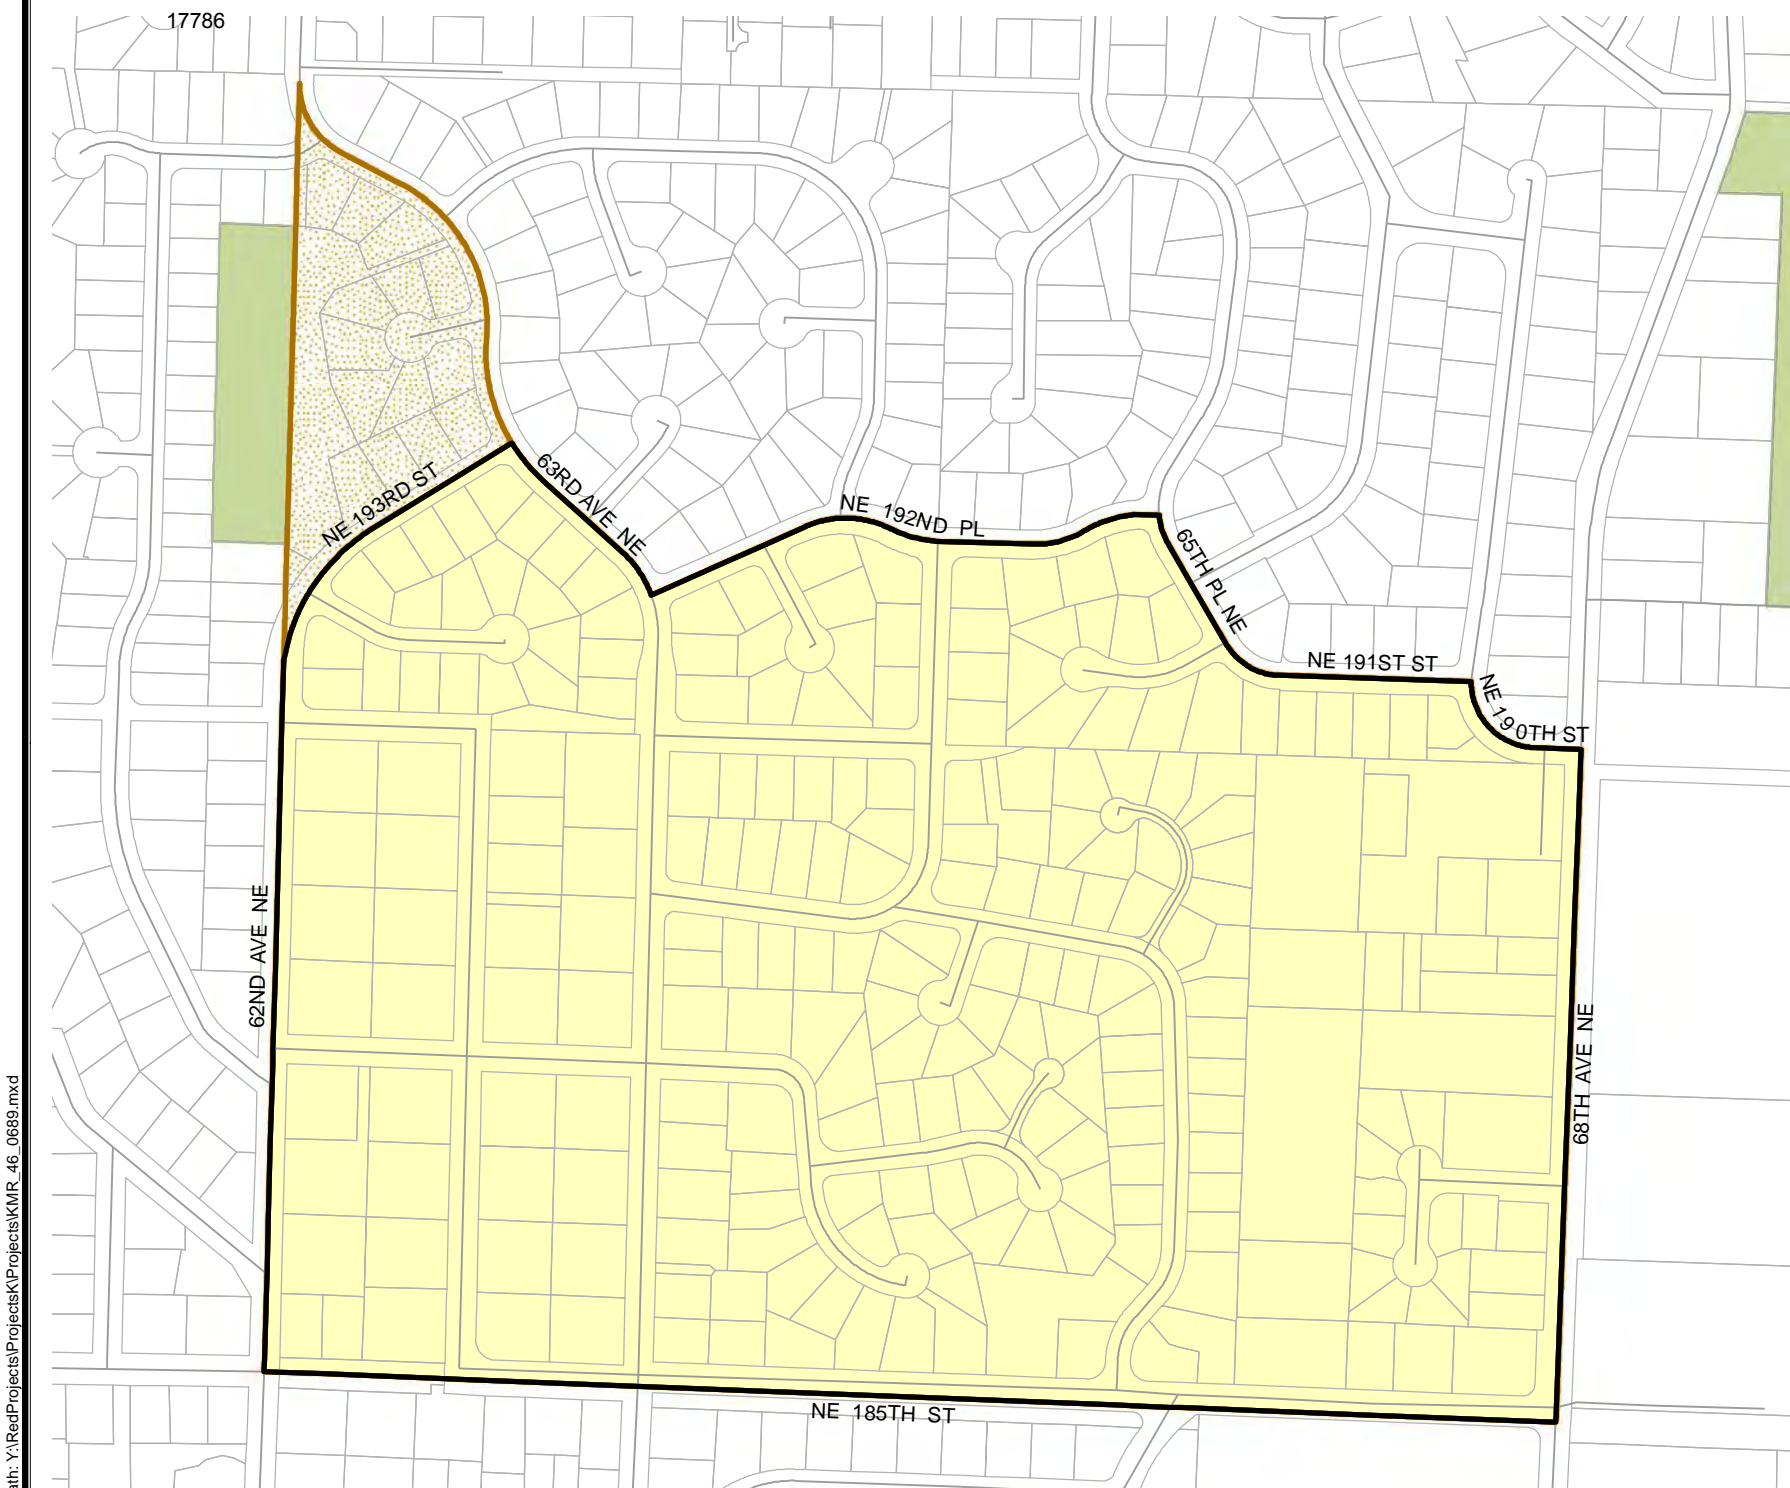 17786
NE 193RD ST
63RD AVE NE
NE 192ND PL
65TH PL NE
NE 191ST ST
NE 190TH ST
62ND AVE NE
68TH AVE NE
NE 185TH ST
ath: Y:\RedProjects\ProjectsK\Projects\KMR_46_0689.mxd